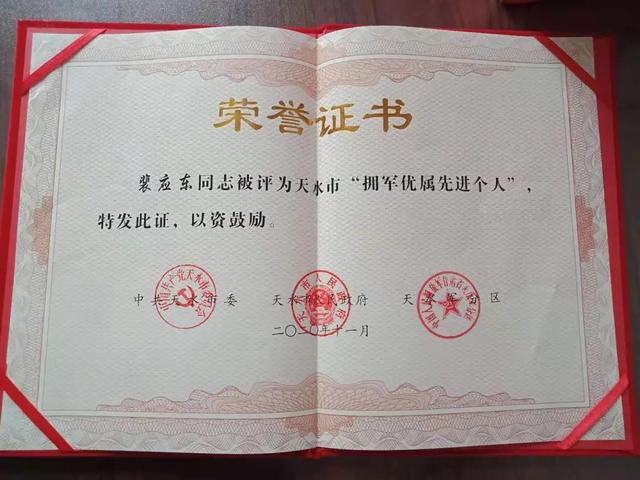 荣誉证书
裴应东同志被评为天水市“拥军优属先进个人”,
特发此证,以资鼓励。
中共天水市委 天水市人民政府 天水军分区
二〇二〇年十一月